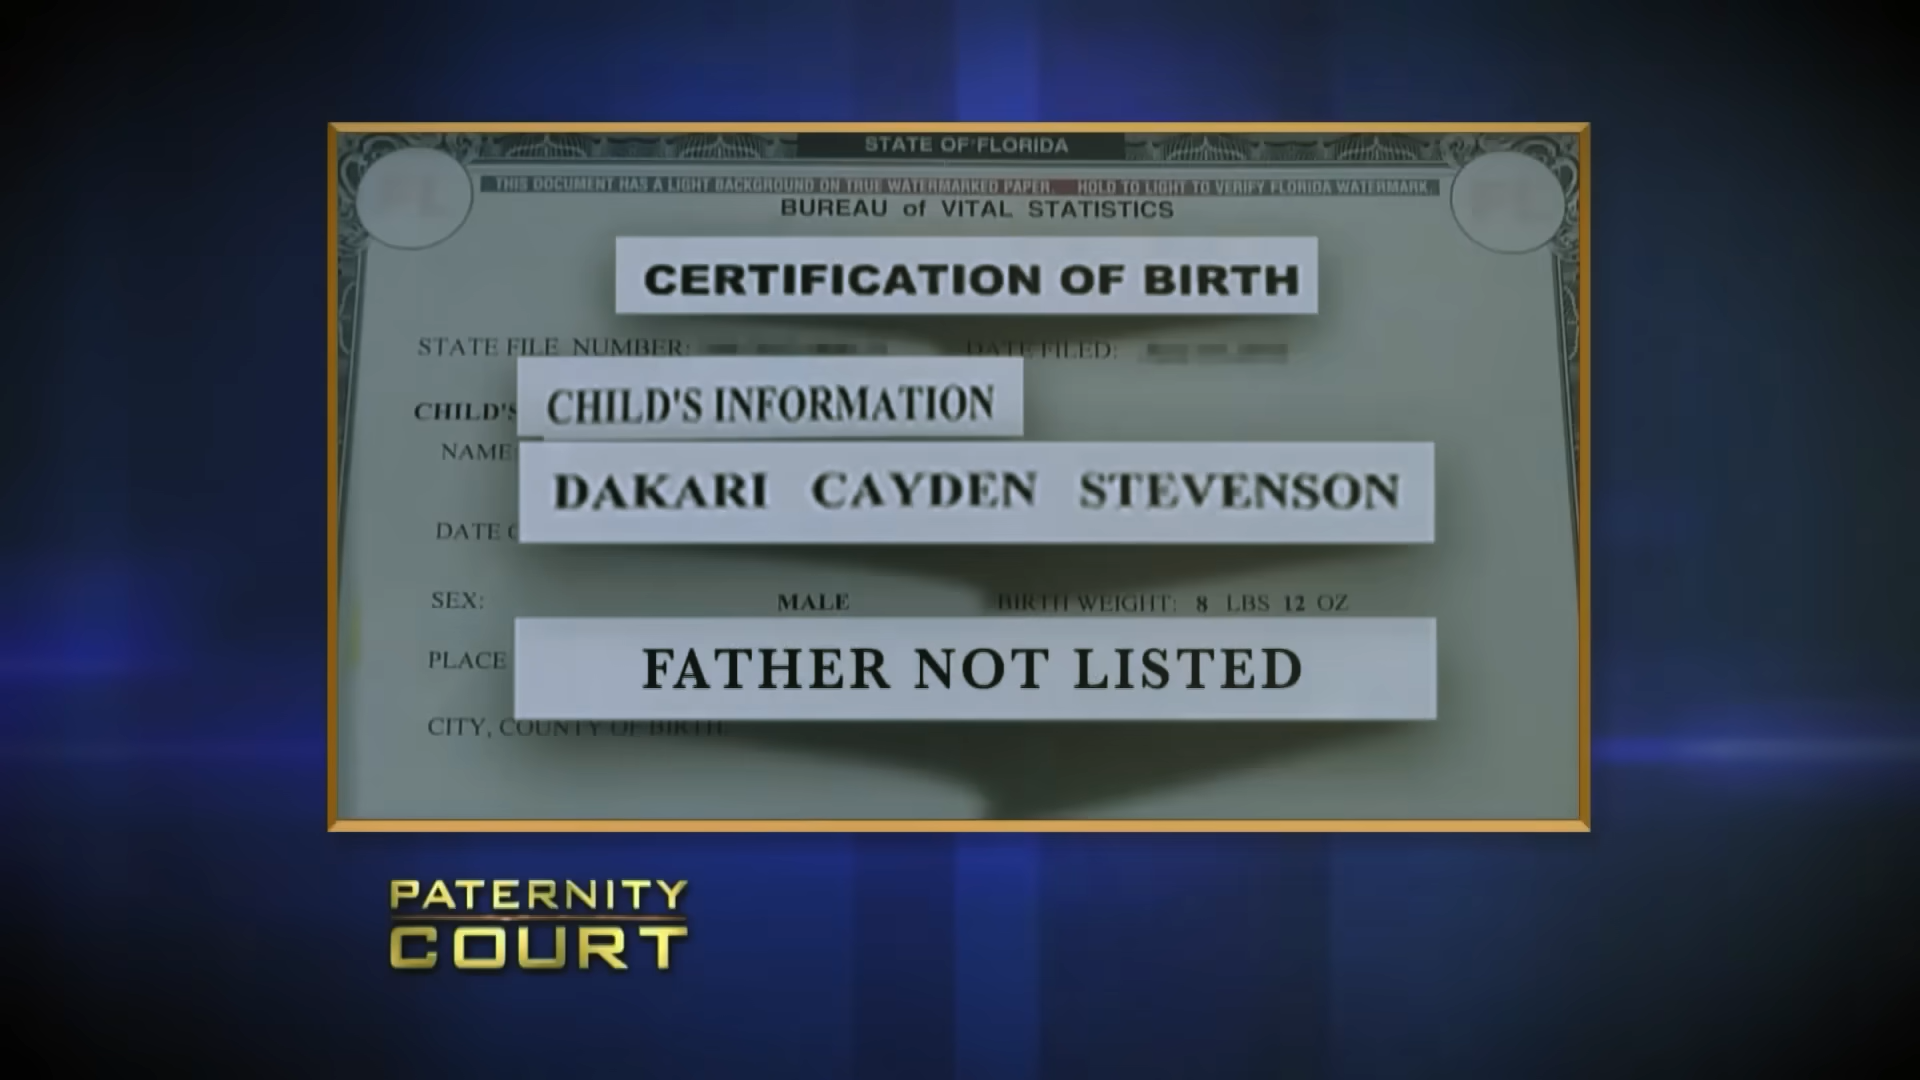 STATE OF FLORIDA
THIS DOCUMENT HAS A LIGHT BACKGROUND ON TRUE WATERMARKED PAPER. HOLD TO LIGHT TO VERIFY FLORIDA WATERMARK.
BUREAU of VITAL STATISTICS
CERTIFICATION OF BIRTH
STATE FILE NUMBER: DATE FILED:
CHILD'S
CHILD'S INFORMATION
NAME
DAKARI CAYDEN STEVENSON
DATE
SEX: MALE BIRTH WEIGHT: 8 LBS 12 OZ
PLACE
FATHER NOT LISTED
CITY, COUNTY OF BIRTH:
PATERNITY
COURT